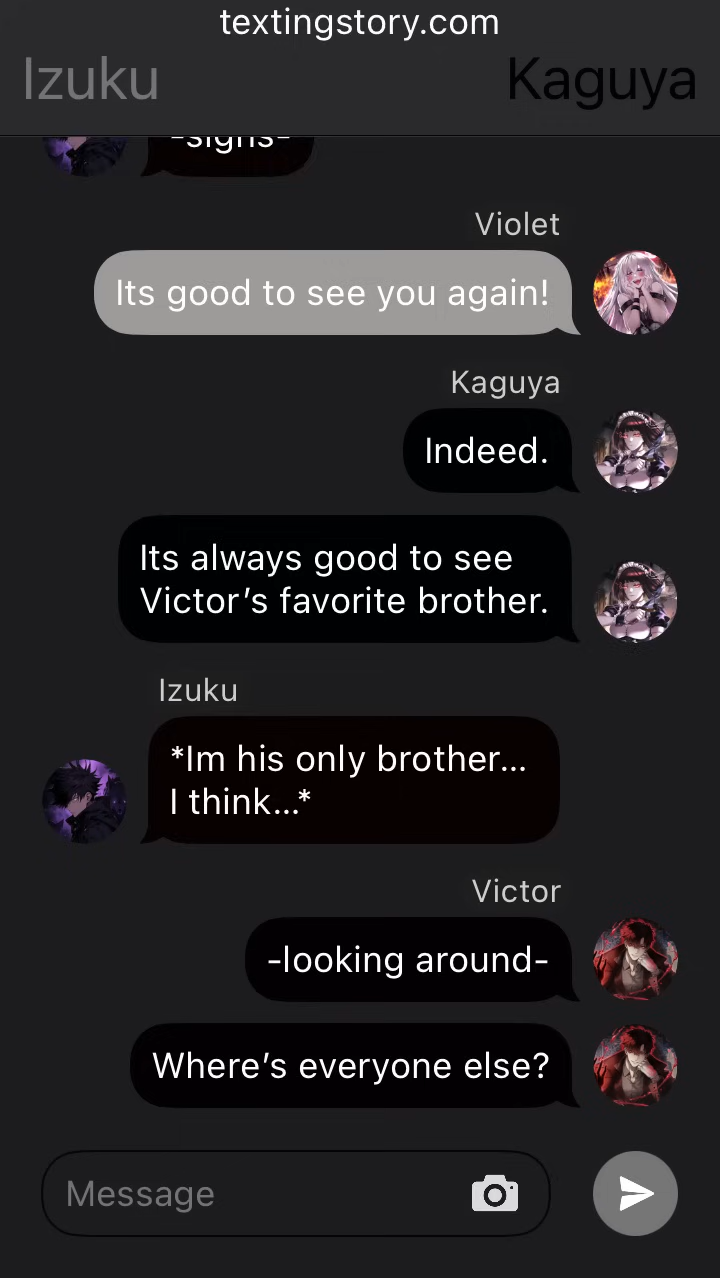 textingstory.com
Izuku
Kaguya
-sighs-
Violet
Its good to see you again!
Kaguya
Indeed.
Its always good to see
Victor's favorite brother.
Izuku
*Im his only brother...
I think...*
Victor
-looking around-
Where's everyone else?
Message